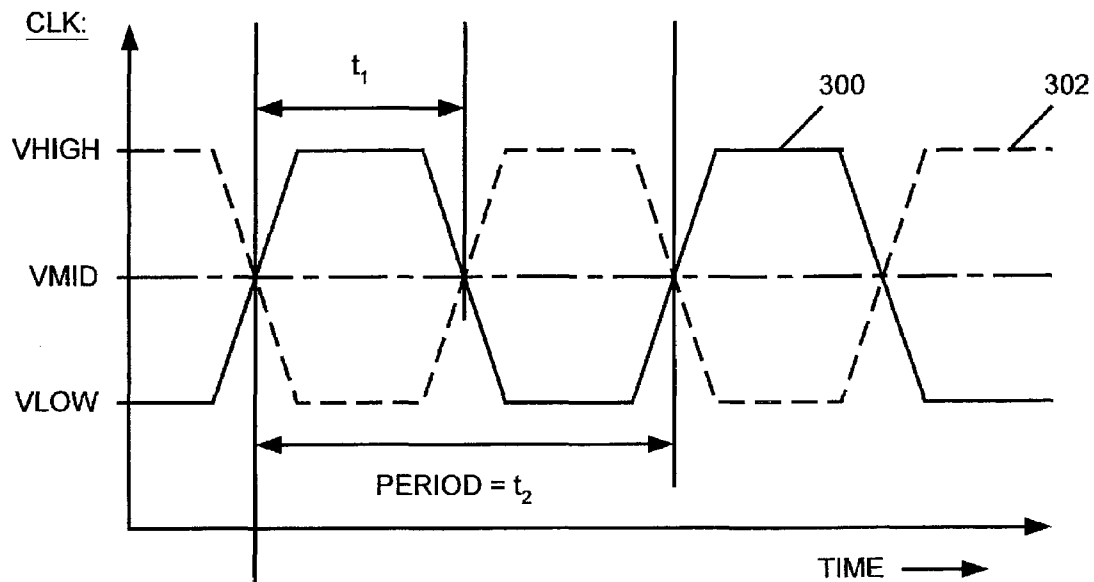 CLK:
t₁
300
302
VHIGH
VMID
VLOW
PERIOD = t₂
TIME